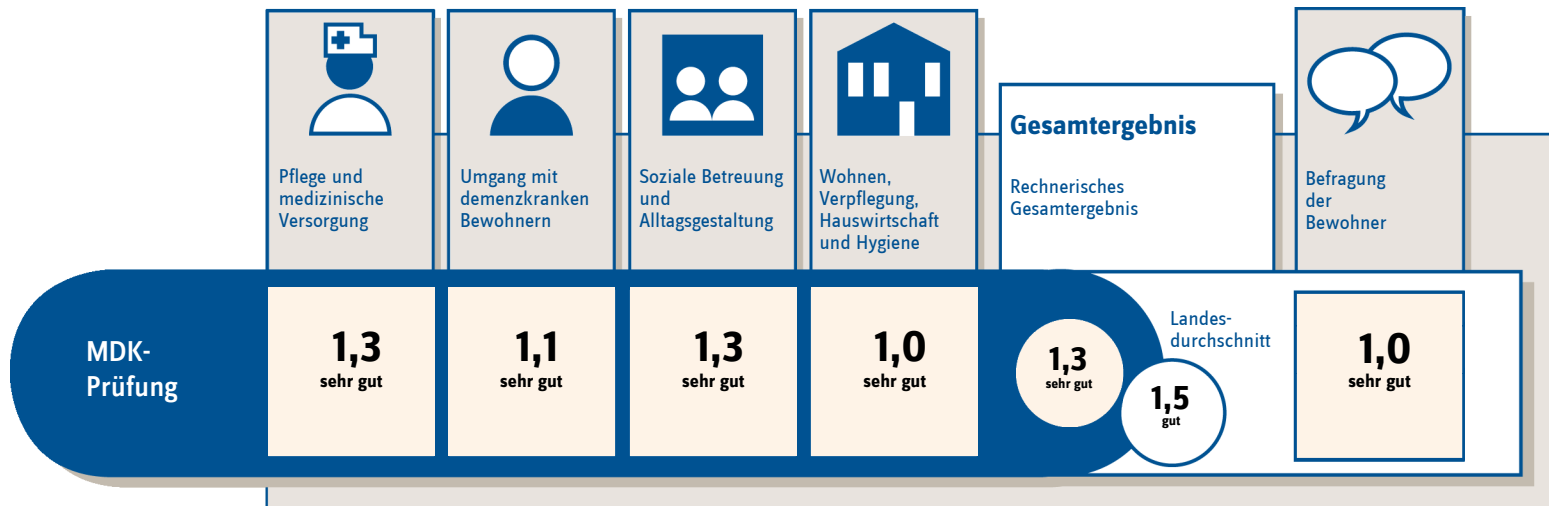 Pflege und
medizinische
Versorgung
Umgang mit
demenzkranken
Bewohnern
Soziale Betreuung
und
Alltagsgestaltung
Wohnen,
Verpflegung,
Hauswirtschaft
und Hygiene
Gesamtergebnis
Rechnerisches
Gesamtergebnis
Befragung
der
Bewohner
MDK-
Prüfung
1,3
sehr gut
1,1
sehr gut
1,3
sehr gut
1,0
sehr gut
1,3
sehr gut
Landes-
durchschnitt
1,5
gut
1,0
sehr gut